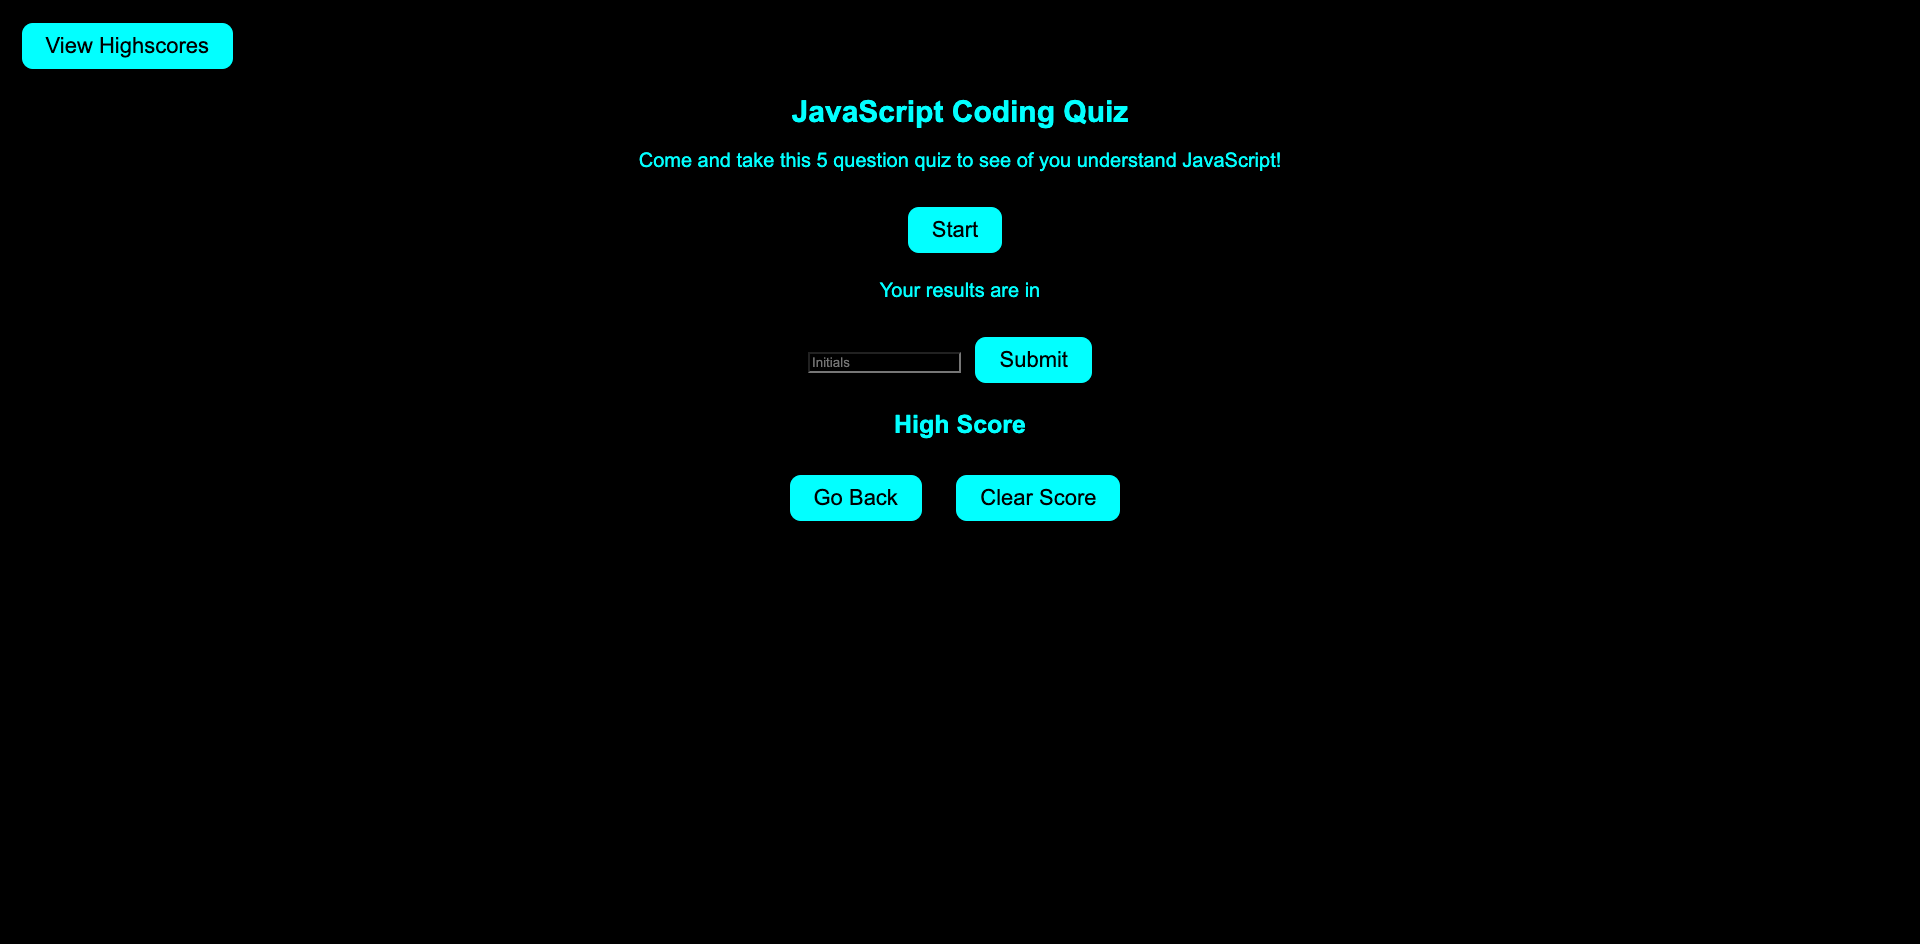 View Highscores
JavaScript Coding Quiz
Come and take this 5 question quiz to see of you understand JavaScript!
Start
Your results are in
Initials Submit
High Score
Go Back Clear Score